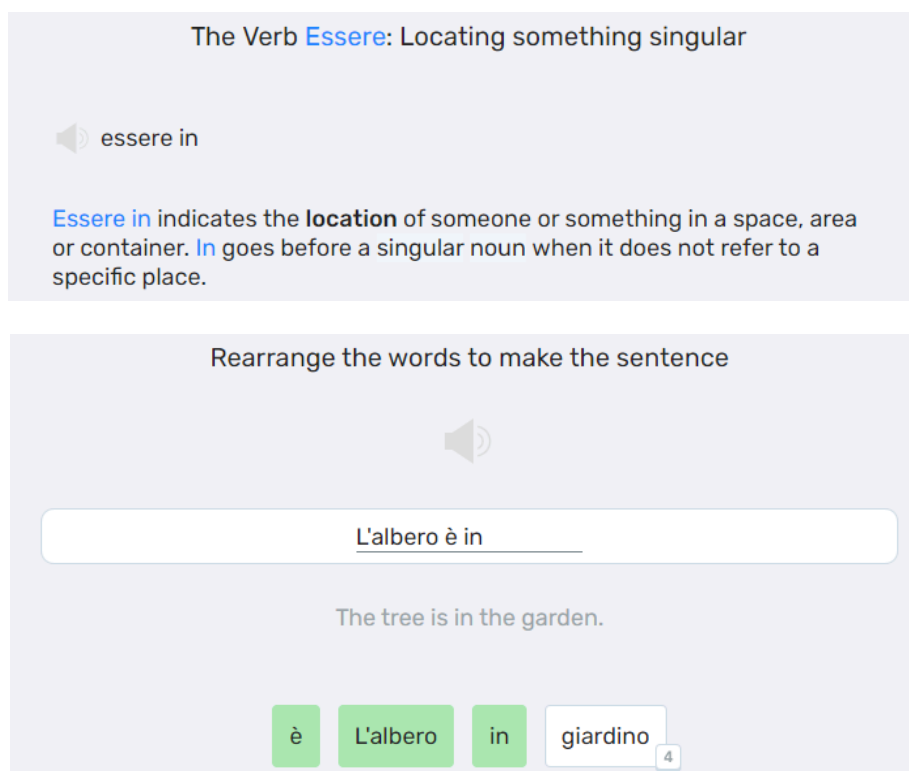 The Verb Essere: Locating something singular
essere in
Essere in indicates the location of someone or something in a space, area
or container. In goes before a singular noun when it does not refer to a
specific place.
Rearrange the words to make the sentence
L'albero è in
The tree is in the garden.
è L'albero in giardino 4